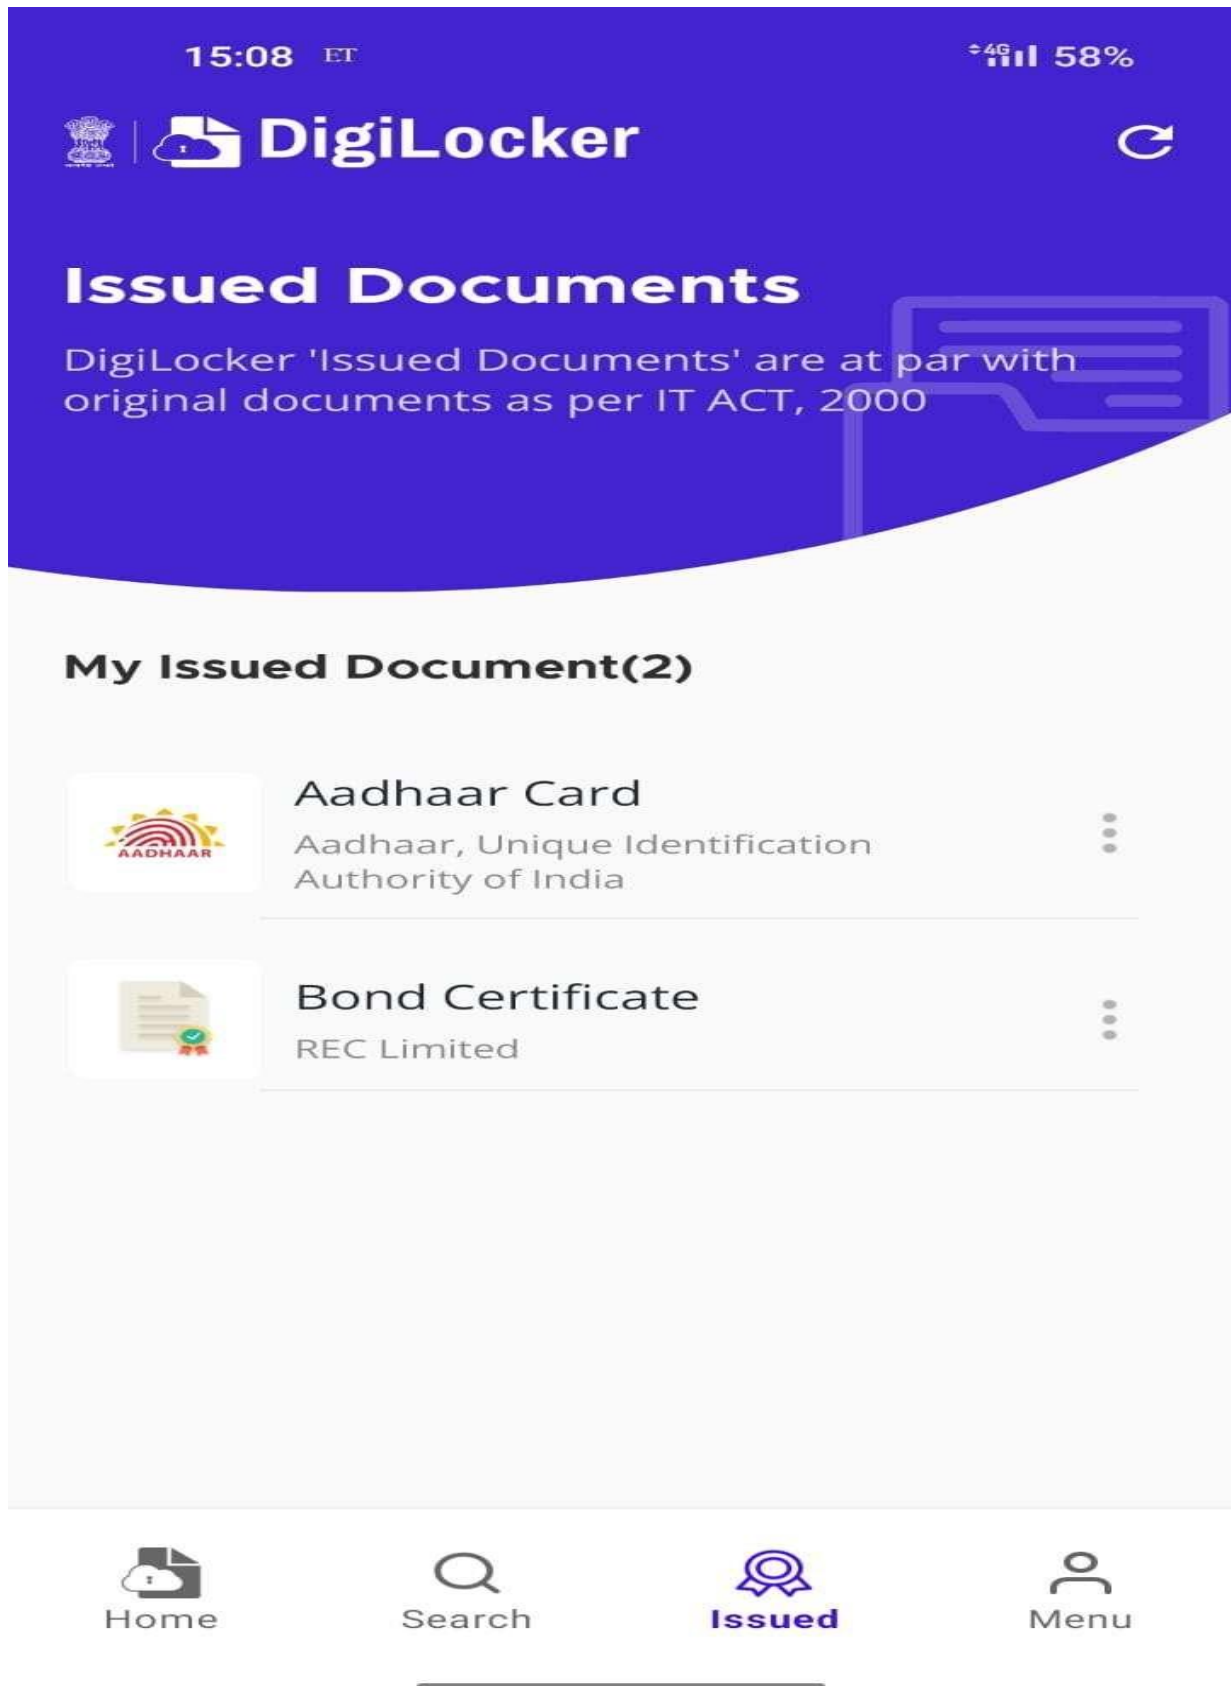 15:08 ET 4G 58%
DigiLocker
Issued Documents
DigiLocker 'Issued Documents' are at par with
original documents as per IT ACT, 2000
My Issued Document(2)
AADHAAR
Aadhaar Card
Aadhaar, Unique Identification
Authority of India
Bond Certificate
REC Limited
Home Search Issued Menu